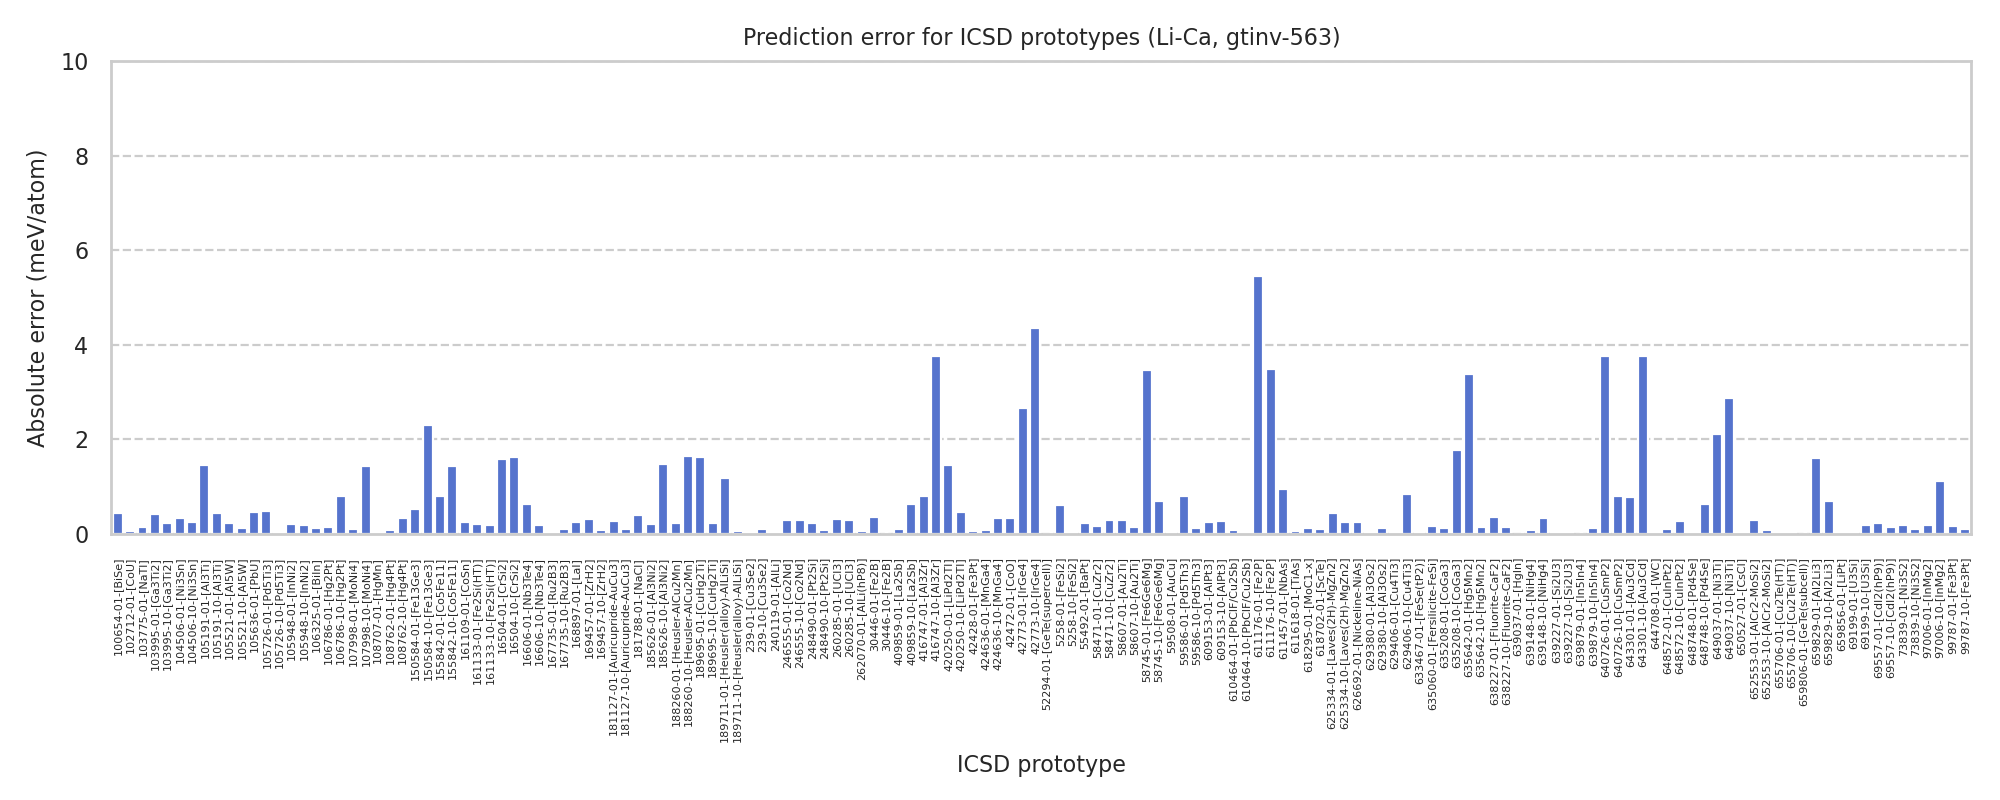 Prediction error for ICSD prototypes (Li-Ca, gtinv-563)
Absolute error (meV/atom)
10
8
6
4
2
0
100654-01-[BiSe]
102712-01-[CoU]
103775-01-[NaTl]
103995-01-[Ga3Ti2]
103995-10-[Ga3Ti2]
104506-01-[Ni3Sn]
104506-10-[Ni3Sn]
105191-01-[Al3Ti]
105191-10-[Al3Ti]
105521-01-[Al5W]
105521-10-[Al5W]
105636-01-[PbU]
105726-01-[Pd5Ti3]
105726-10-[Pd5Ti3]
105948-01-[InNi2]
105948-10-[InNi2]
106325-01-[BiIn]
106786-01-[Hg2Pt]
106786-10-[Hg2Pt]
107998-01-[MoNi4]
107998-10-[MoNi4]
108707-01-[HgMn]
108762-01-[Hg4Pt]
108762-10-[Hg4Pt]
150584-01-[Fe13Ge3]
150584-10-[Fe13Ge3]
155842-01-[Co5Fe11]
155842-10-[Co5Fe11]
161109-01-[CoSn]
161133-01-[Fe2Si(HT)]
161133-10-[Fe2Si(HT)]
16504-01-[CrSi2]
16504-10-[CrSi2]
16606-01-[Nb3Te4]
16606-10-[Nb3Te4]
167735-01-[Ru2B3]
167735-10-[Ru2B3]
168897-01-[LaI]
169457-01-[ZrH2]
169457-10-[ZrH2]
181127-01-[Auricupride-AuCu3]
181127-10-[Auricupride-AuCu3]
181788-01-[NaCl]
185626-01-[Al3Ni2]
185626-10-[Al3Ni2]
188260-01-[Heusler-AlCu2Mn]
188260-10-[Heusler-AlCu2Mn]
189695-01-[CuHg2Ti]
189695-10-[CuHg2Ti]
189711-01-[Heusler(alloy)-AlLiSi]
189711-10-[Heusler(alloy)-AlLiSi]
239-01-[Cu3Se2]
239-10-[Cu3Se2]
240119-01-[AlLi]
246555-01-[Co2Nd]
246555-10-[Co2Nd]
248490-01-[Pt2Si]
248490-10-[Pt2Si]
260285-01-[UCl3]
260285-10-[UCl3]
262070-01-[AlLi(hP8)]
30446-01-[Fe2B]
30446-10-[Fe2B]
409859-01-[La2Sb]
409859-10-[La2Sb]
416747-01-[Al3Zr]
416747-10-[Al3Zr]
420250-01-[LiPd2Tl]
420250-10-[LiPd2Tl]
42428-01-[Fe3Pt]
424636-01-[MnGa4]
424636-10-[MnGa4]
42472-01-[CoO]
42773-01-[IrGe4]
42773-10-[IrGe4]
52294-01-[GeTe(supercell)]
5258-01-[FeSi2]
5258-10-[FeSi2]
55492-01-[BaPt]
58471-01-[CuZr2]
58471-10-[CuZr2]
58607-01-[Au2Ti]
58607-10-[Au2Ti]
58745-01-[Fe6Ge6Mg]
58745-10-[Fe6Ge6Mg]
59508-01-[AuCu]
59586-01-[Pd5Th3]
59586-10-[Pd5Th3]
609153-01-[AlPt3]
609153-10-[AlPt3]
610464-01-[PbClF/Cu2Sb]
610464-10-[PbClF/Cu2Sb]
611176-01-[Fe2P]
611176-10-[Fe2P]
611457-01-[NbAs]
611618-01-[TiAs]
618295-01-[MoC1-x]
618702-01-[ScTe]
625334-01-[Laves(2H)-MgZn2]
625334-10-[Laves(2H)-MgZn2]
626692-01-[Nickeline-NiAs]
629380-01-[Al3Os2]
629380-10-[Al3Os2]
629406-01-[Cu4Ti3]
629406-10-[Cu4Ti3]
633467-01-[FeSe(tP2)]
635060-01-[Fersilicite-FeSi]
635208-01-[CoGa3]
635208-10-[CoGa3]
635642-01-[Hg5Mn2]
635642-10-[Hg5Mn2]
638227-01-[Fluorite-CaF2]
638227-10-[Fluorite-CaF2]
639037-01-[HgIn]
639148-01-[NiHg4]
639148-10-[NiHg4]
639227-01-[Si2U3]
639227-10-[Si2U3]
639879-01-[In5In4]
639879-10-[In5In4]
640726-01-[CuSmP2]
640726-10-[CuSmP2]
643301-01-[Au3Cd]
643301-10-[Au3Cd]
644708-01-[WC]
648572-01-[CuInPt2]
648572-10-[CuInPt2]
648748-01-[Pd4Se]
648748-10-[Pd4Se]
649037-01-[Ni3Ti]
649037-10-[Ni3Ti]
650527-01-[CsCl]
652553-01-[AlCr2-MoSi2]
652553-10-[AlCr2-MoSi2]
655706-01-[Cu2Te(HT)]
655706-10-[Cu2Te(HT)]
659806-01-[GeTe(subcell)]
659829-01-[Al2Li3]
659829-10-[Al2Li3]
659856-01-[LiPt]
69199-01-[U3Si]
69199-10-[U3Si]
69557-01-[CdI2(hP9)]
69557-10-[CdI2(hP9)]
73839-01-[Ni3S2]
73839-10-[Ni3S2]
97006-01-[InMg2]
97006-10-[InMg2]
99787-01-[Fe3Pt]
99787-10-[Fe3Pt]
ICSD prototype